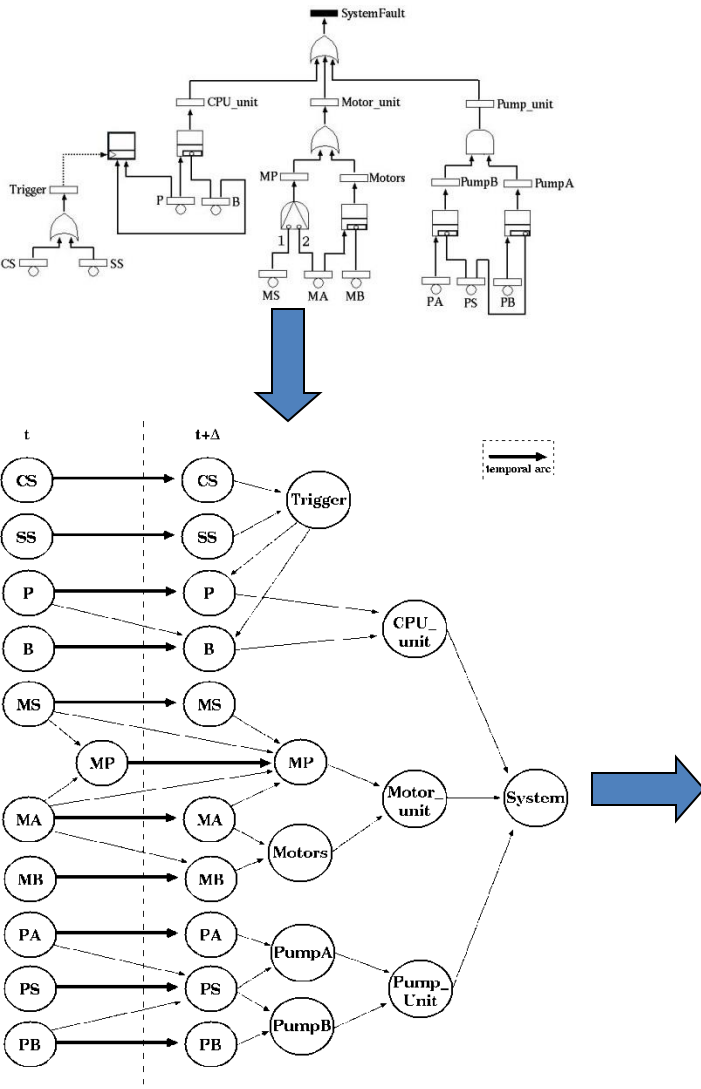 SystemFault
CPU_unit
Motor_unit
Pump_unit
Trigger
MP
Motors
PumpB
PumpA
P
B
1
2
CS
SS
MS
MA
MB
PA
PS
PB
t
t+Δ
temporal arc
CS
CS
Trigger
SS
SS
P
P
B
B
CPU_
unit
MS
MS
MP
MP
Motor_
unit
System
MA
MA
Motors
MB
MB
PA
PA
PumpA
PS
PS
Pump_
Unit
PumpB
PB
PB